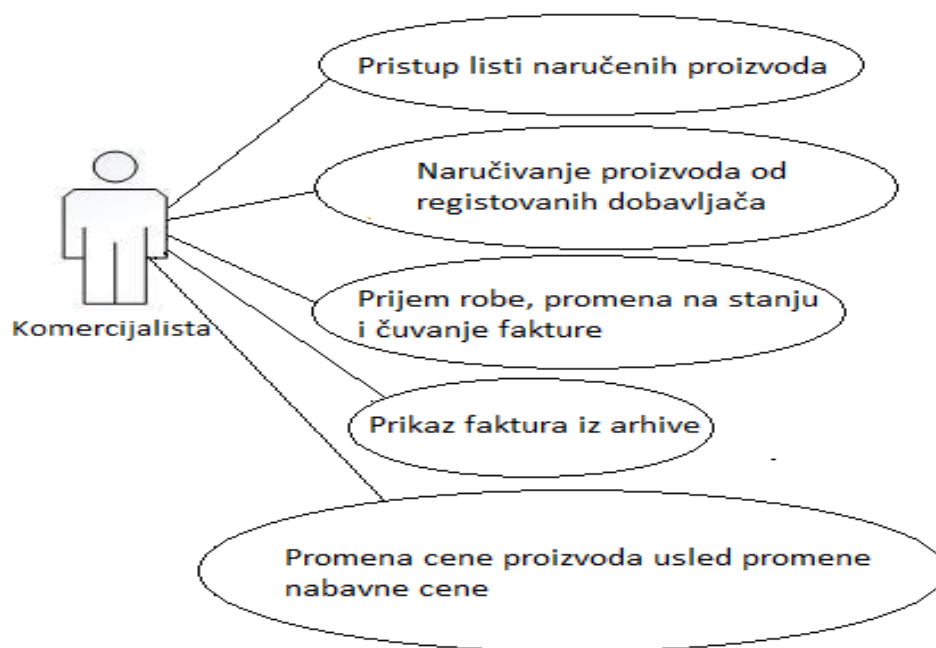 Pristup listi naručenih proizvoda
Naručivanje proizvoda od
registovanih dobavljača
Prijem robe, promena na stanju
i čuvanje fakture
Komercijalista
Prikaz faktura iz arhive
Promena cene proizvoda usled promene
nabavne cene